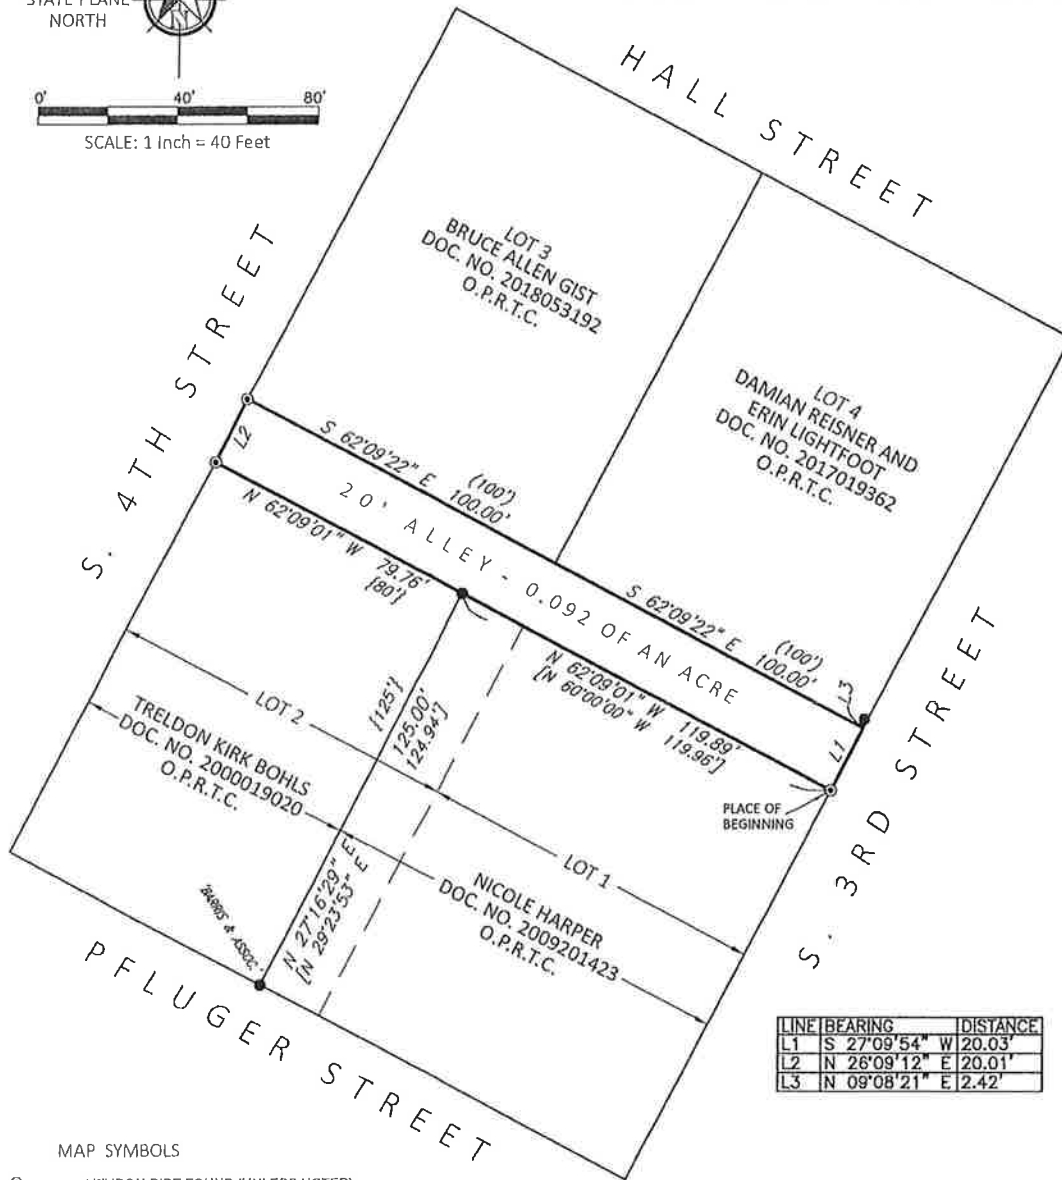 STATE PLANE
NORTH
N
0' 40' 80'
SCALE: 1 Inch = 40 Feet
HALL STREET
S. 4TH STREET
LOT 3
BRUCE ALLEN GIST
DOC. NO. 2018053192
O.P.R.T.C.
LOT 4
DAMIAN REISNER AND
ERIN LIGHTFOOT
DOC. NO. 2017019362
O.P.R.T.C.
L2
(100')
S 62°09'22" E 100.00'
20' ALLEY - 0.092 OF AN ACRE
N 62°09'01" W 79.76'
{80'}
(100')
S 62°09'22" E 100.00'
L3
L1
N 62°09'01" W 119.89'
[N 60°00'00" W 119.96']
PLACE OF
BEGINNING
S. 3RD STREET
LOT 2
TRELDON KIRK BOHLS
DOC. NO. 2000019020
O.P.R.T.C.
{125'}
N 27°16'29" E 125.00'
[N 29°23'53" E 124.94']
LOT 1
NICOLE HARPER
DOC. NO. 2009201423
O.P.R.T.C.
"HARRIS & ASSOC."
PFLUGER STREET
LINE BEARING DISTANCE
L1 S 27°09'54" W 20.03'
L2 N 26°09'12" E 20.01'
L3 N 09°08'21" E 2.42'
MAP SYMBOLS